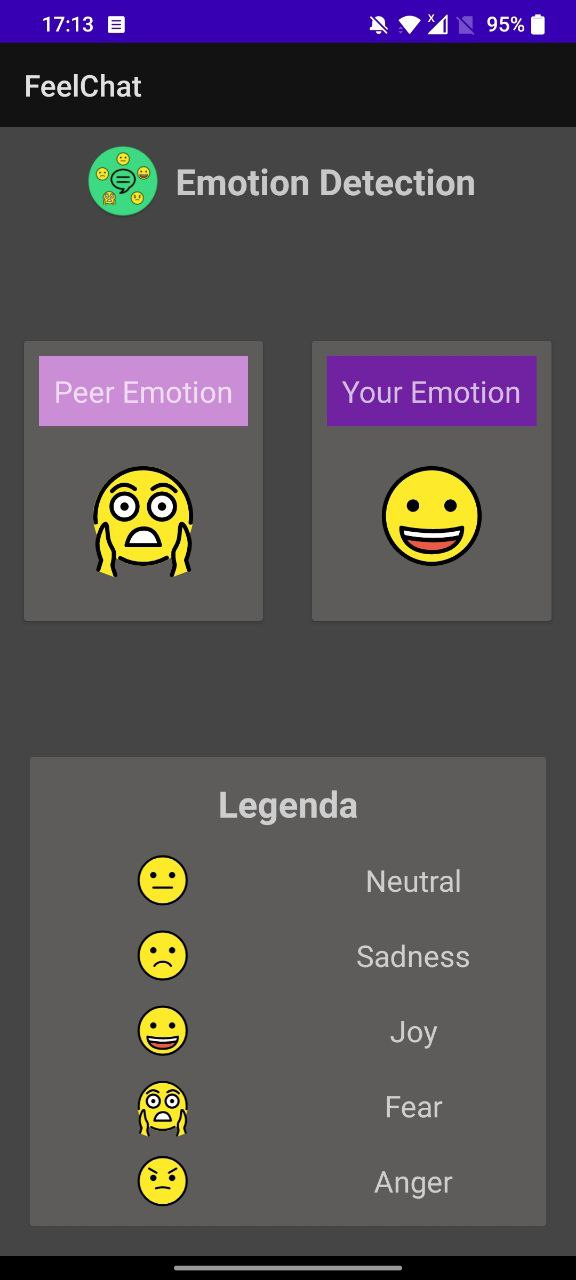 17:13
95%
FeelChat
Emotion Detection
Peer Emotion
Your Emotion
Legenda
Neutral
Sadness
Joy
Fear
Anger